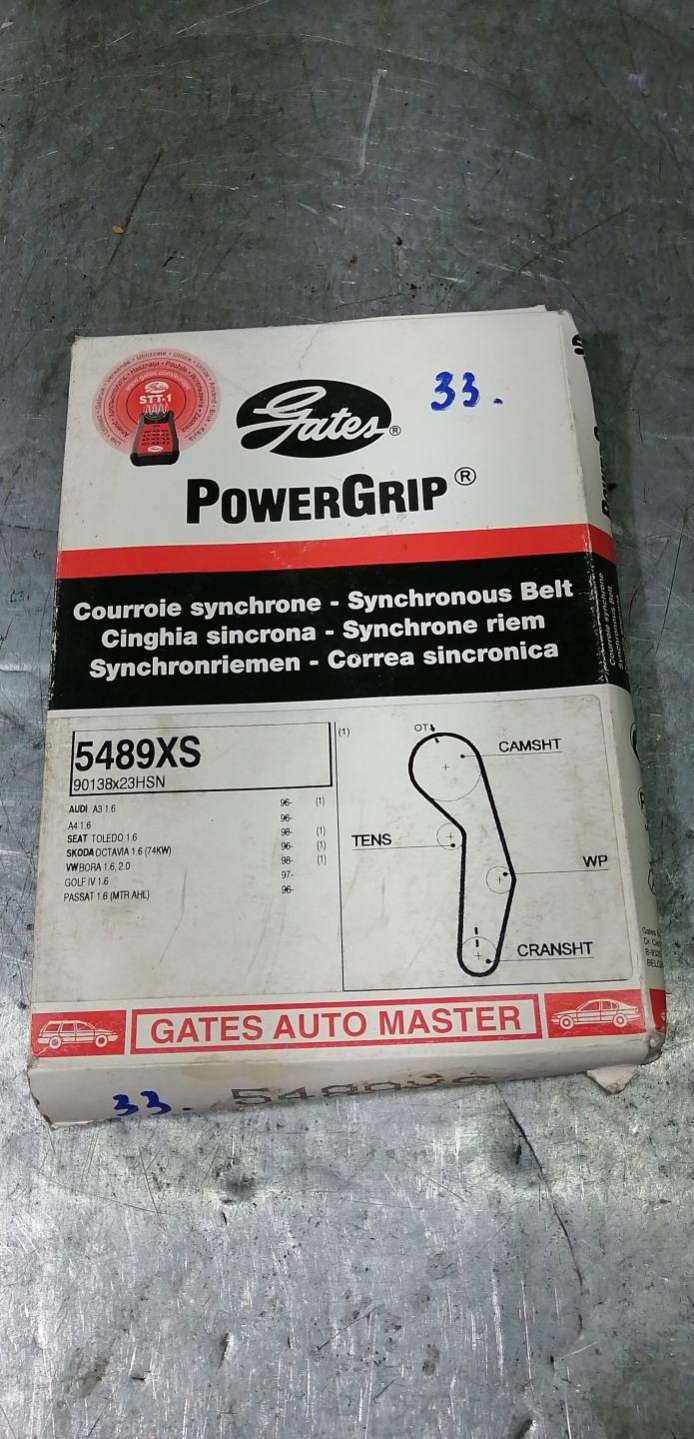 STT-1
Gates®
33.
POWERGRIP®
Courroie synchrone - Synchronous Belt
Cinghia sincrona - Synchrone riem
Synchronriemen - Correa sincronica
5489XS
90138x23HSN
AUDI A3 1.6 96- (1)
A4 1.6 96-
SEAT TOLEDO 1.6 98- (1)
SKODA OCTAVIA 1.6 (74KW) 96- (1)
VW BORA 1.6, 2.0 98- (1)
GOLF IV 1.6 97-
PASSAT 1.6 (MTR AHL) 96-
(1)
OT
CAMSHT
TENS
WP
CRANSHT
GATES AUTO MASTER
33.